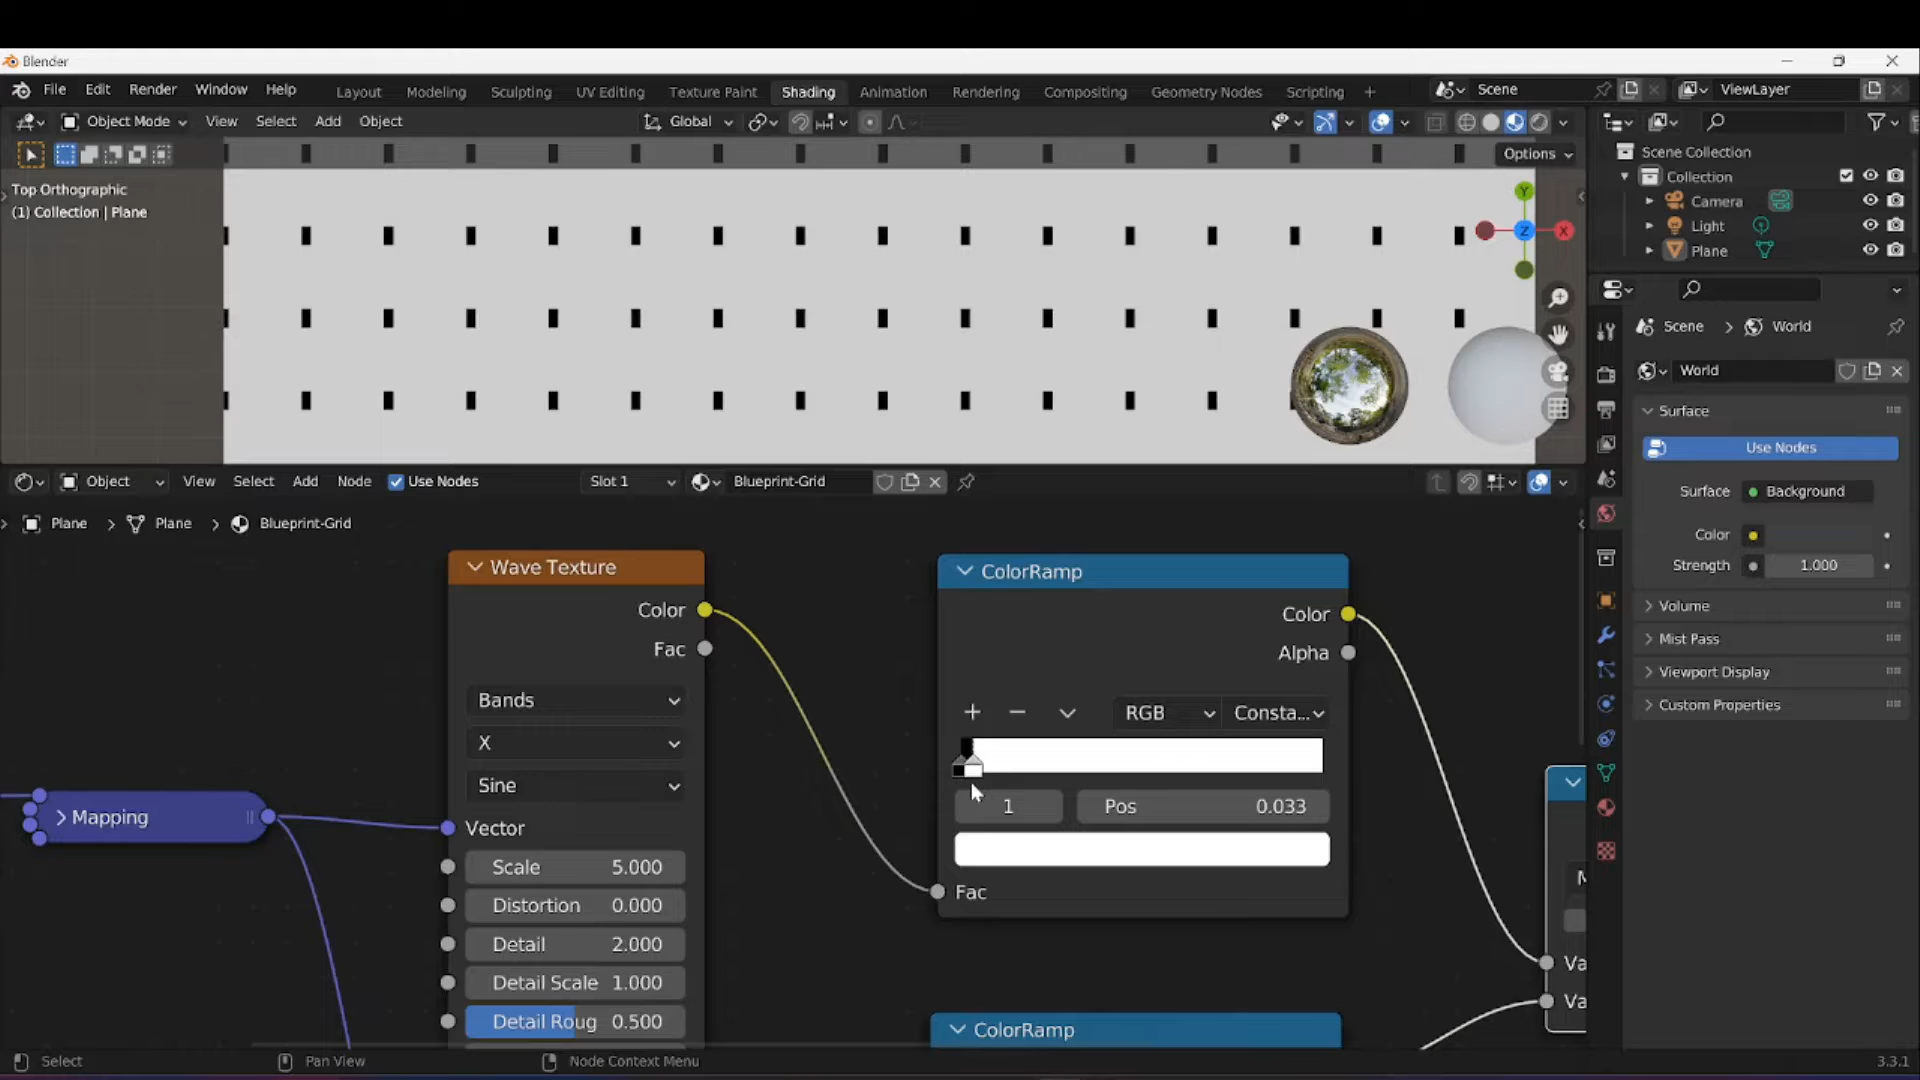 Blender
File Edit Render Window Help
Layout Modeling Sculpting UV Editing Texture Paint Shading Animation Rendering Compositing Geometry Nodes Scripting +
Scene
ViewLayer
Object Mode View Select Add Object
Global
Options
Top Orthographic
(1) Collection | Plane
Y
Z
X
Scene Collection
Collection
Camera
Light
Plane
Scene > World
World
Surface
Use Nodes
Surface Background
Color
Strength 1.000
Volume
Mist Pass
Viewport Display
Custom Properties
Object View Select Add Node Use Nodes Slot 1 Blueprint-Grid
Plane > Plane > Blueprint-Grid
Mapping
Wave Texture
Color
Fac
Bands
X
Sine
Vector
Scale 5.000
Distortion 0.000
Detail 2.000
Detail Scale 1.000
Detail Roug 0.500
ColorRamp
Color
Alpha
RGB Consta...
1 Pos 0.033
Fac
ColorRamp
Va
Va
Select Pan View Node Context Menu 3.3.1